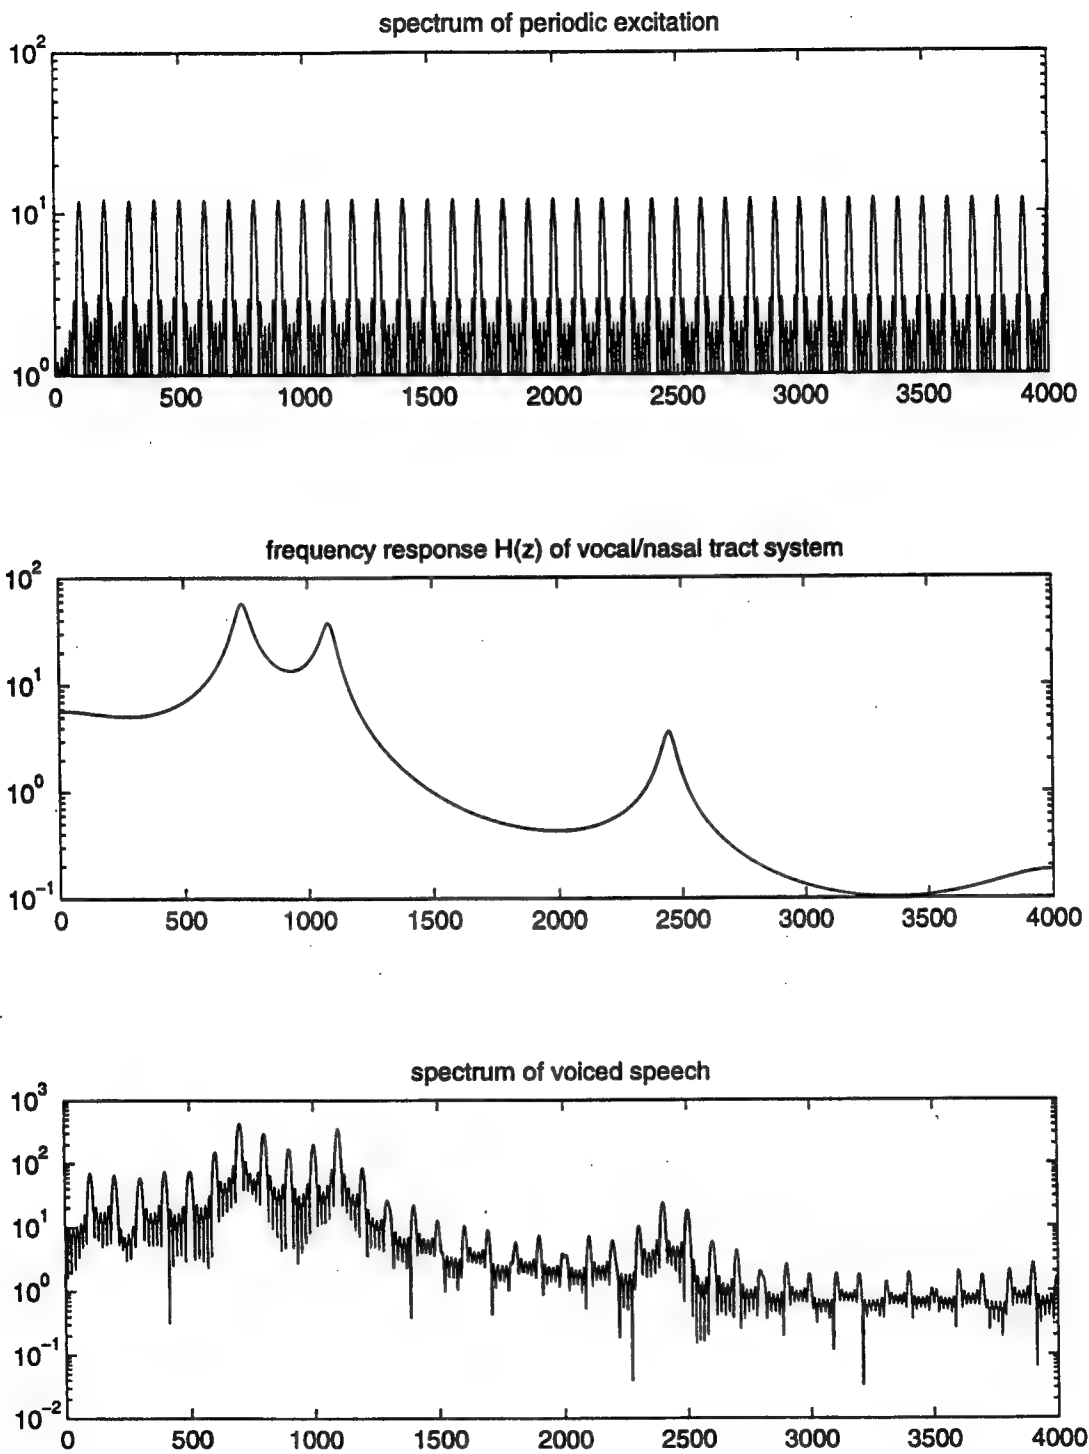 spectrum of periodic excitation
10^2
10^1
10^0
0 500 1000 1500 2000 2500 3000 3500 4000
frequency response H(z) of vocal/nasal tract system
10^2
10^1
10^0
10^-1
0 500 1000 1500 2000 2500 3000 3500 4000
spectrum of voiced speech
10^3
10^2
10^1
10^0
10^-1
10^-2
0 500 1000 1500 2000 2500 3000 3500 4000